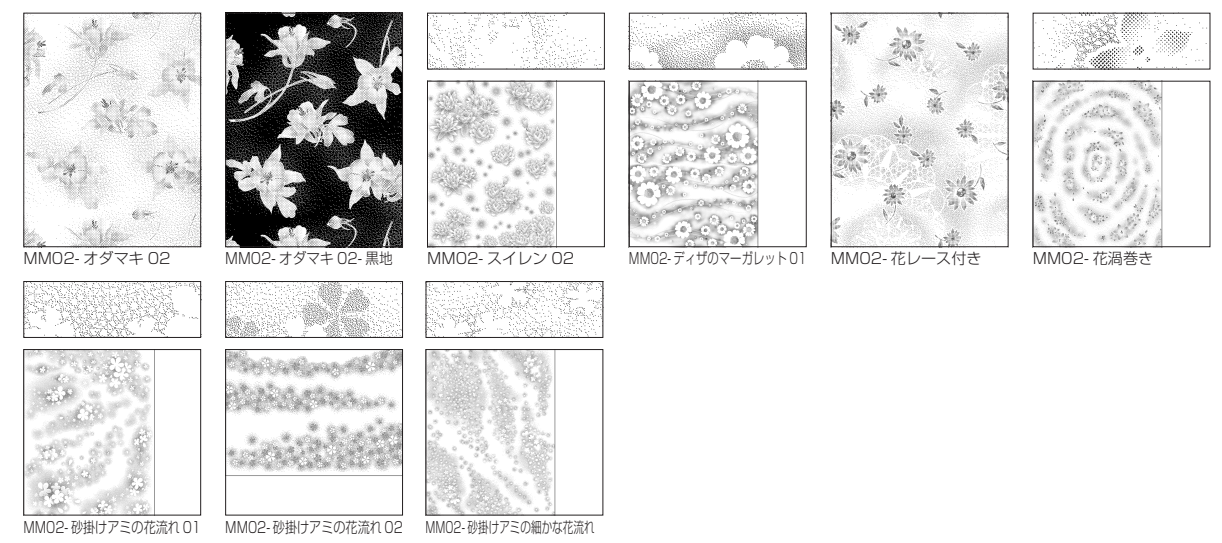 MM02- オダマキ 02
MM02- オダマキ 02- 黒地
MM02- スイレン 02
MM02- ディザのマーガレット 01
MM02- 花レース付き
MM02- 花渦巻き
MM02- 砂掛けアミの花流れ 01
MM02- 砂掛けアミの花流れ 02
MM02- 砂掛けアミの細かな花流れ